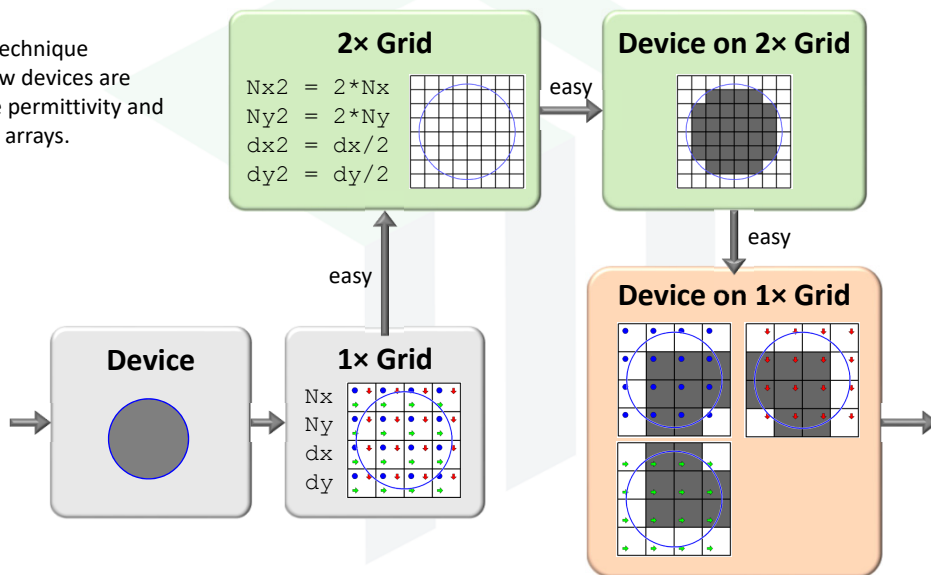 echnique
w devices are
e permittivity and
arrays.
2× Grid
Nx2 = 2*Nx
Ny2 = 2*Ny
dx2 = dx/2
dy2 = dy/2
easy
Device on 2× Grid
easy
easy
Device on 1× Grid
Device
1× Grid
Nx
Ny
dx
dy